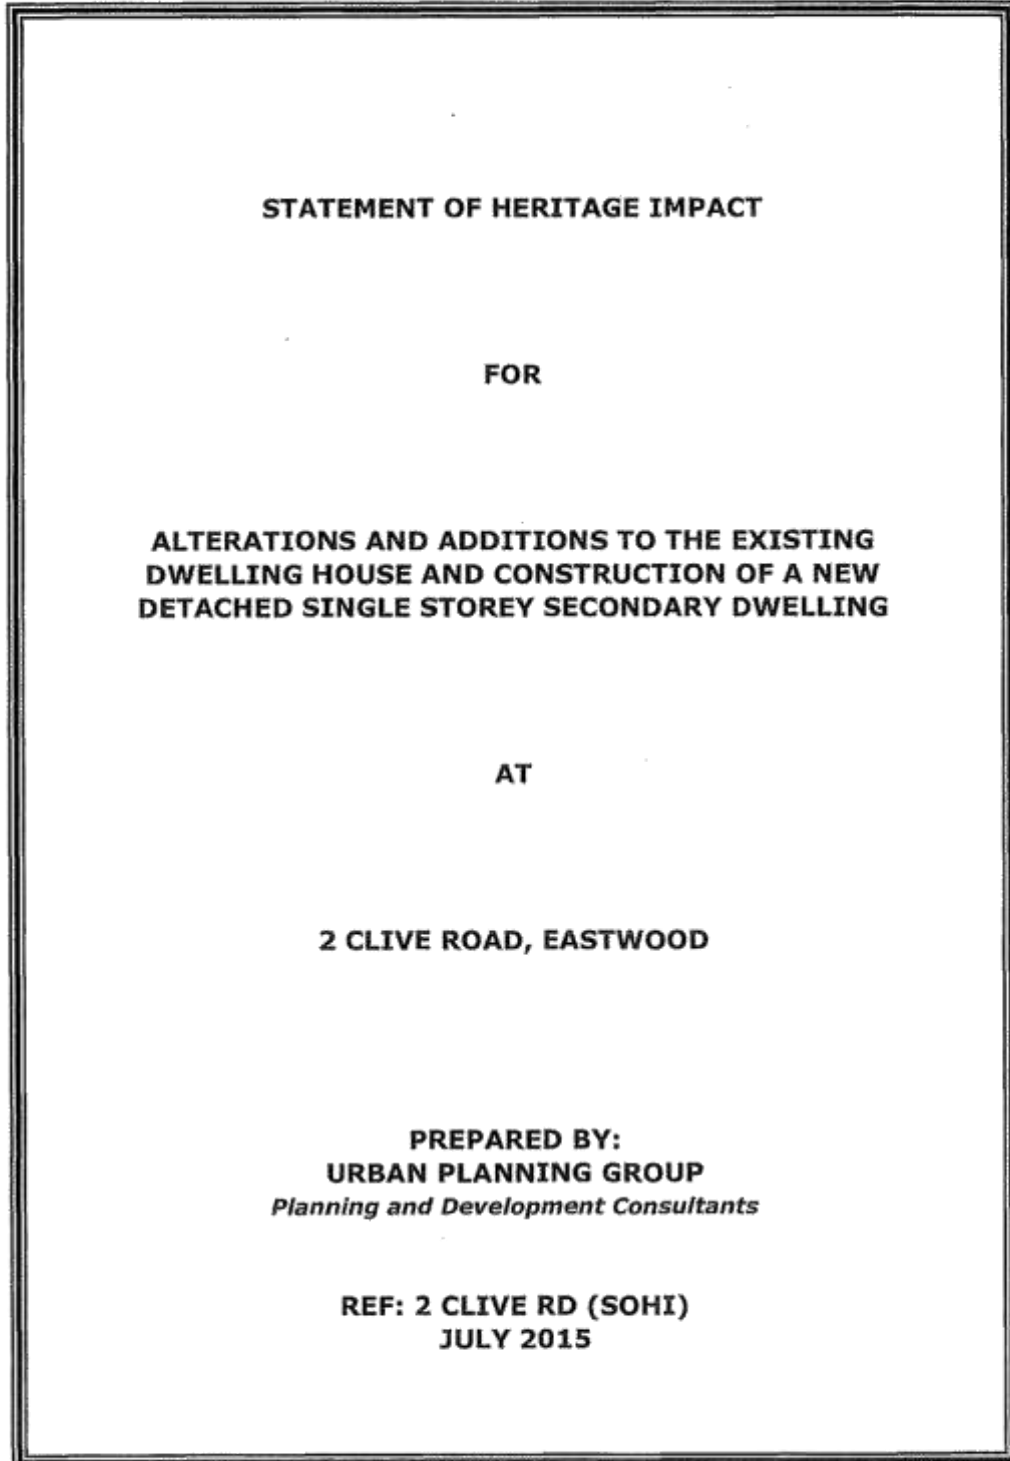 STATEMENT OF HERITAGE IMPACT
FOR
ALTERATIONS AND ADDITIONS TO THE EXISTING
DWELLING HOUSE AND CONSTRUCTION OF A NEW
DETACHED SINGLE STOREY SECONDARY DWELLING
AT
2 CLIVE ROAD, EASTWOOD
PREPARED BY:
URBAN PLANNING GROUP
Planning and Development Consultants
REF: 2 CLIVE RD (SOHI)
JULY 2015